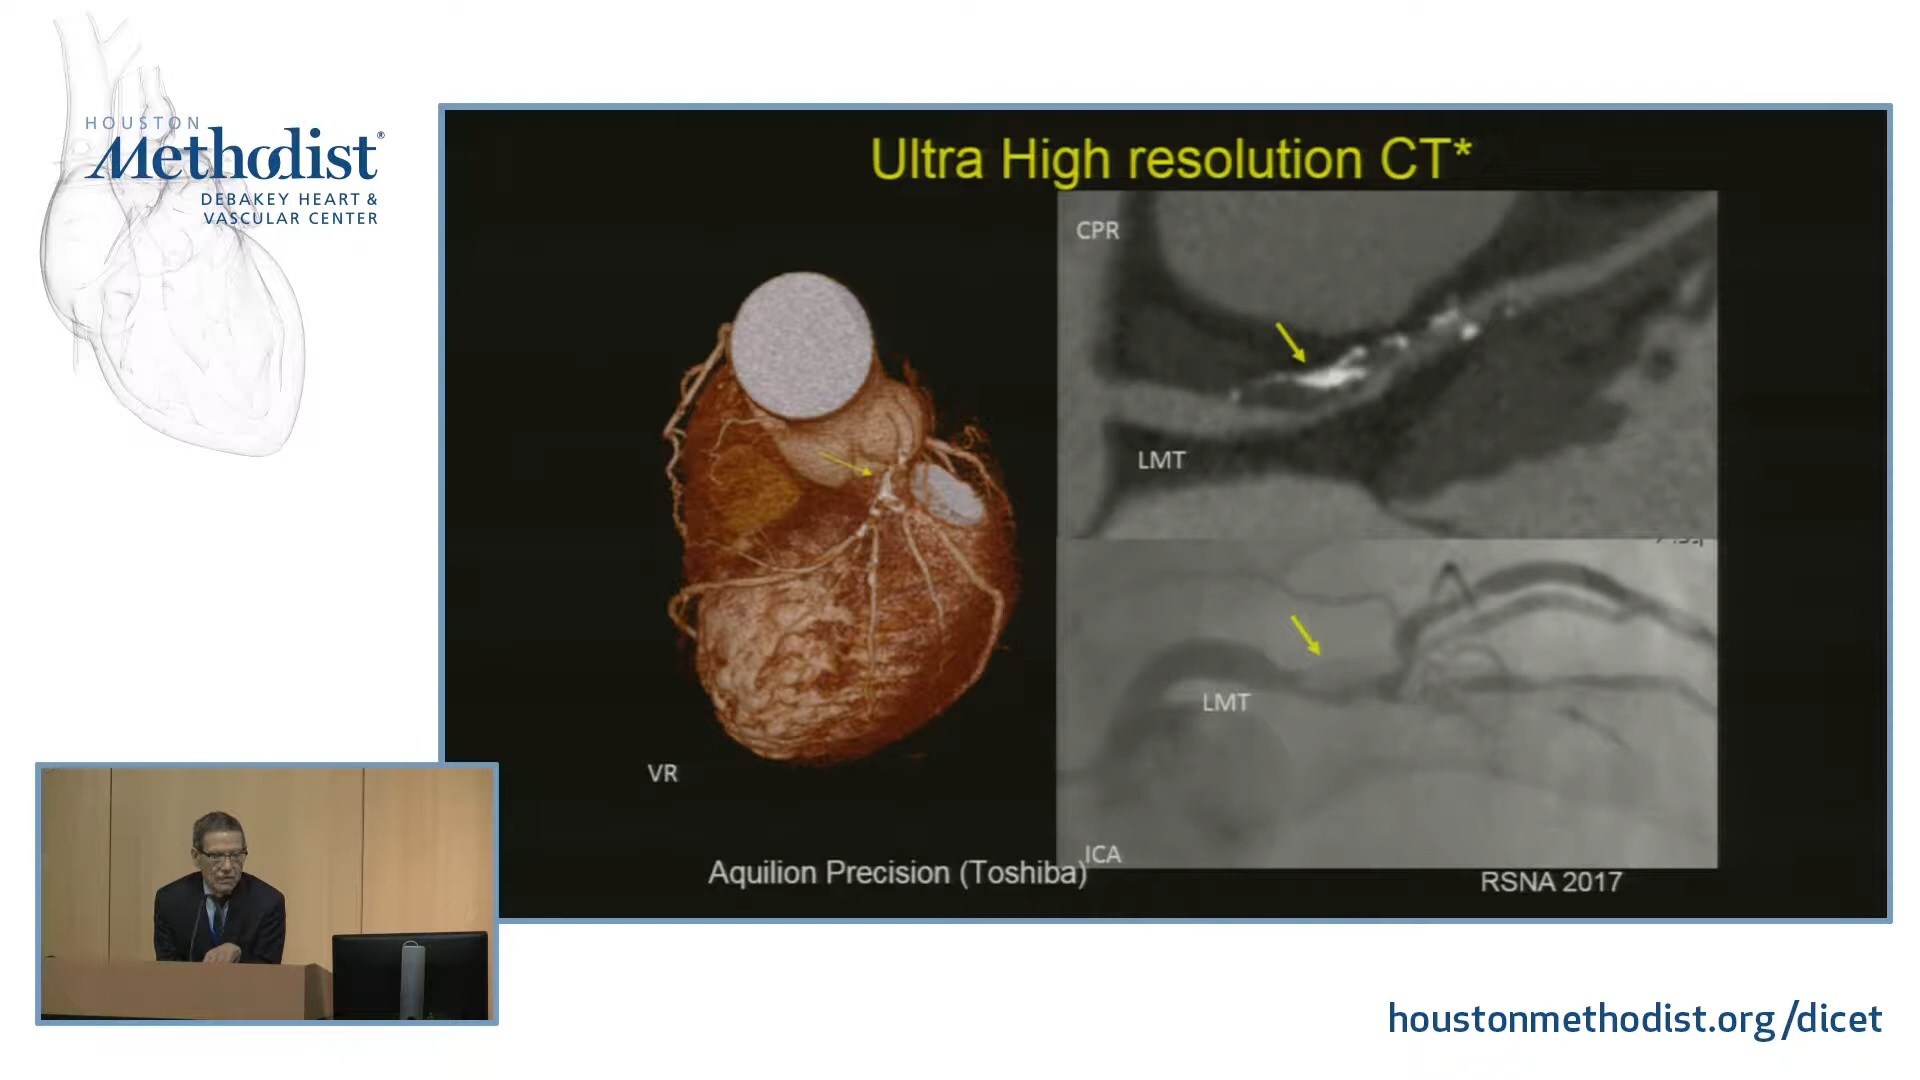 HOUSTON
Methodist®
DEBAKEY HEART &
VASCULAR CENTER
Ultra High resolution CT*
CPR
LMT
LMT
VR
ICA
Aquilion Precision (Toshiba)
RSNA 2017
houstonmethodist.org/dicet